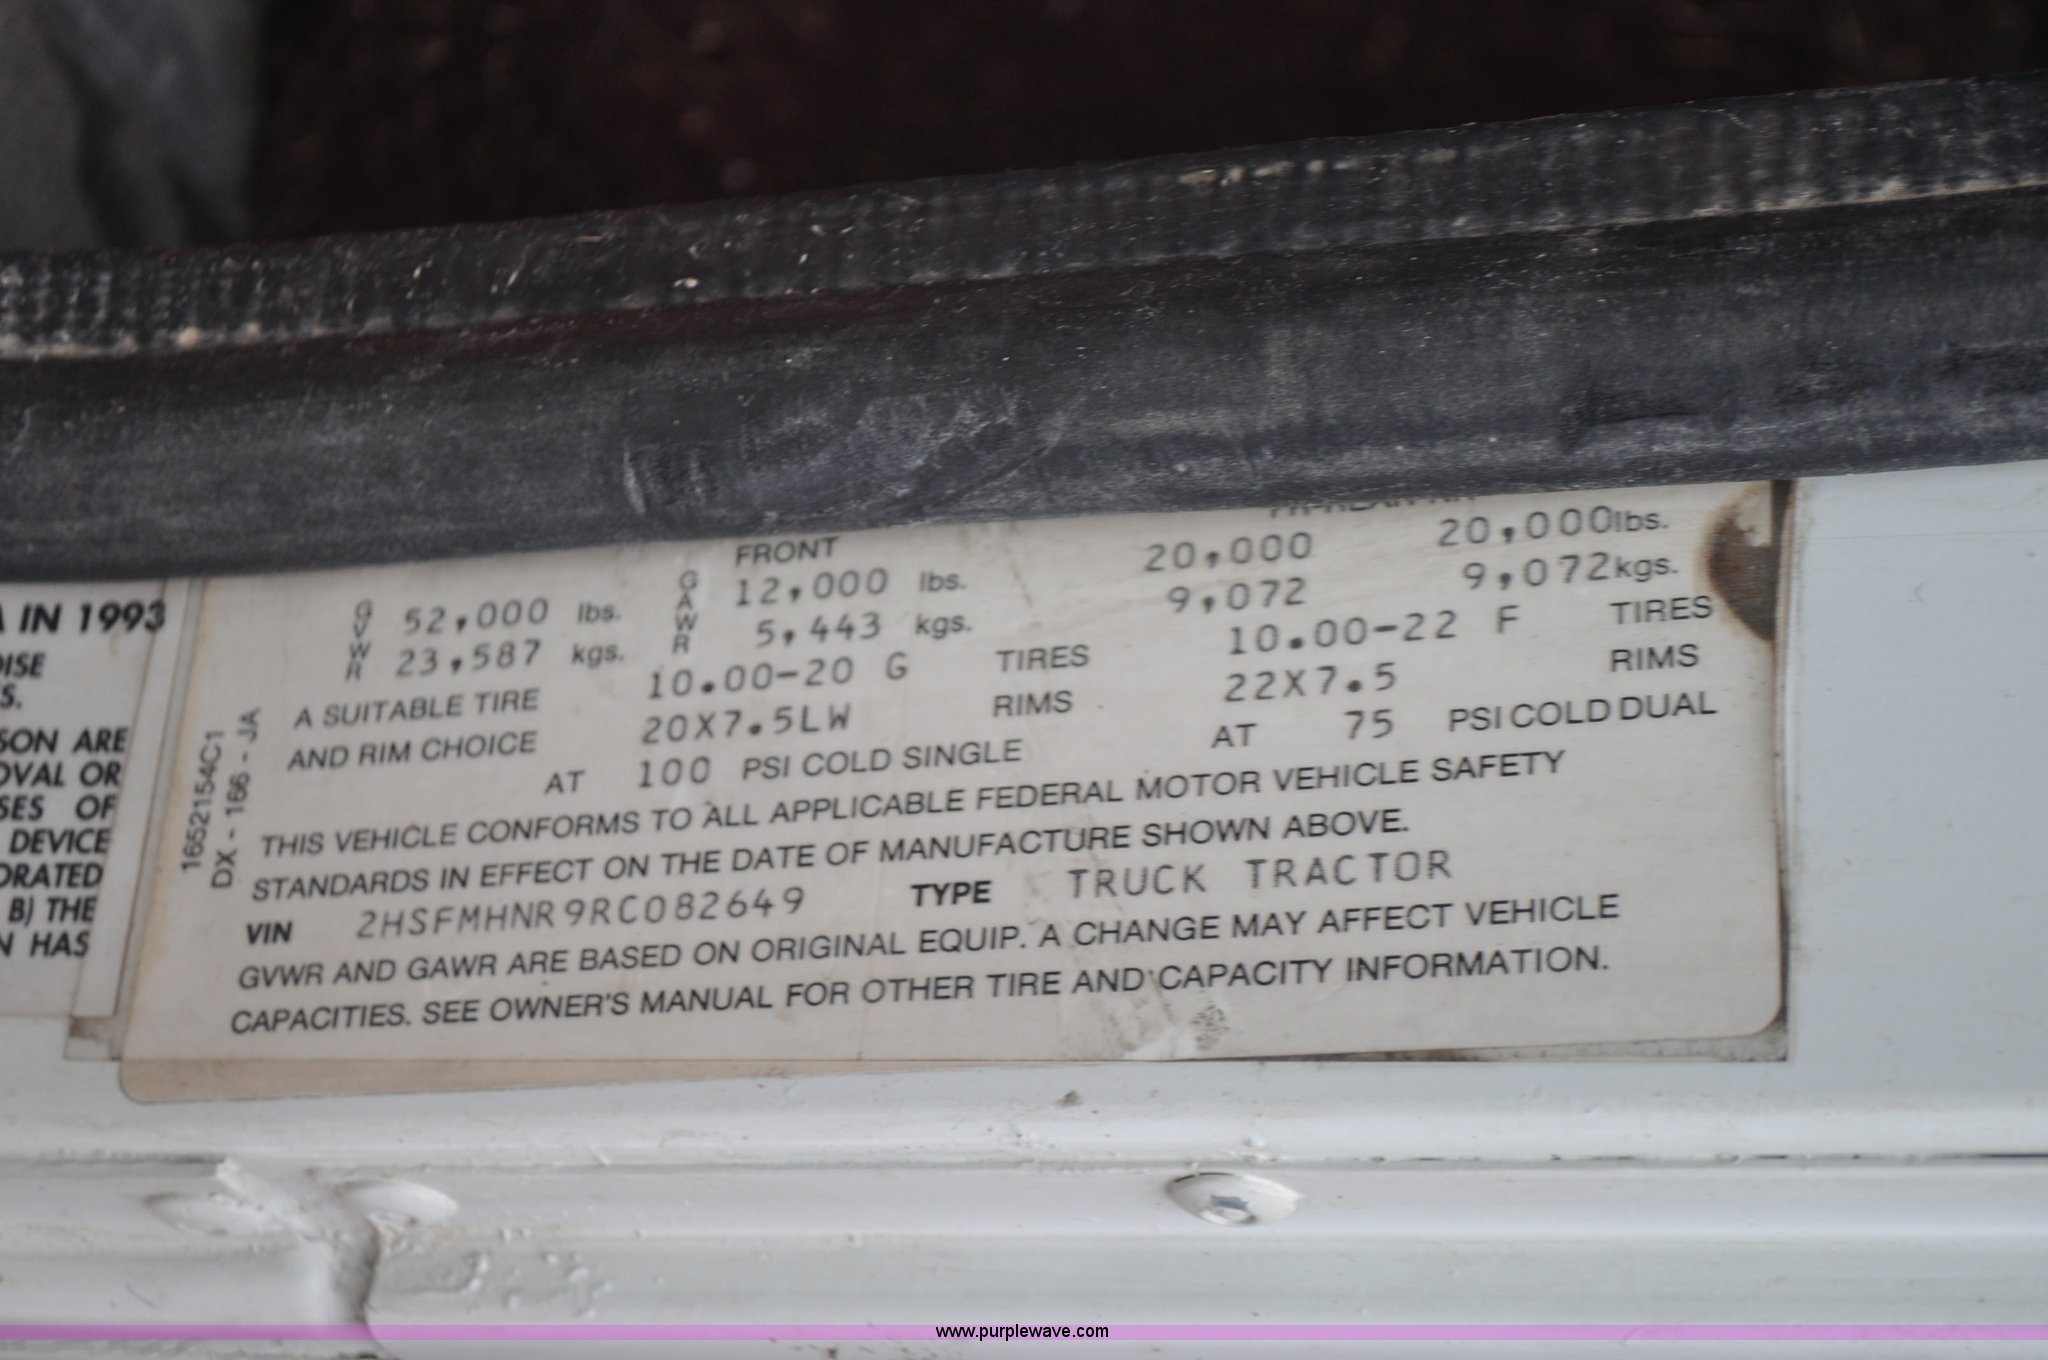 A IN 1993
OISE
S.
SON ARE
OVAL OR
SES OF
DEVICE
ORATED
B) THE
N HAS
1652154C1
DX - 166 - JA
FRONT
GVWR 52,000 lbs. GAWR 12,000 lbs. 20,000 20,000lbs.
23,587 kgs. 5,443 kgs. 9,072 9,072kgs.
A SUITABLE TIRE 10.00-20 G TIRES 10.00-22 F TIRES
AND RIM CHOICE 20X7.5LW RIMS 22X7.5 RIMS
AT 100 PSI COLD SINGLE AT 75 PSI COLD DUAL
THIS VEHICLE CONFORMS TO ALL APPLICABLE FEDERAL MOTOR VEHICLE SAFETY
STANDARDS IN EFFECT ON THE DATE OF MANUFACTURE SHOWN ABOVE.
VIN 2HSFMHNR9RC082649 TYPE TRUCK TRACTOR
GVWR AND GAWR ARE BASED ON ORIGINAL EQUIP. A CHANGE MAY AFFECT VEHICLE
CAPACITIES. SEE OWNER'S MANUAL FOR OTHER TIRE AND CAPACITY INFORMATION.
www.purplewave.com